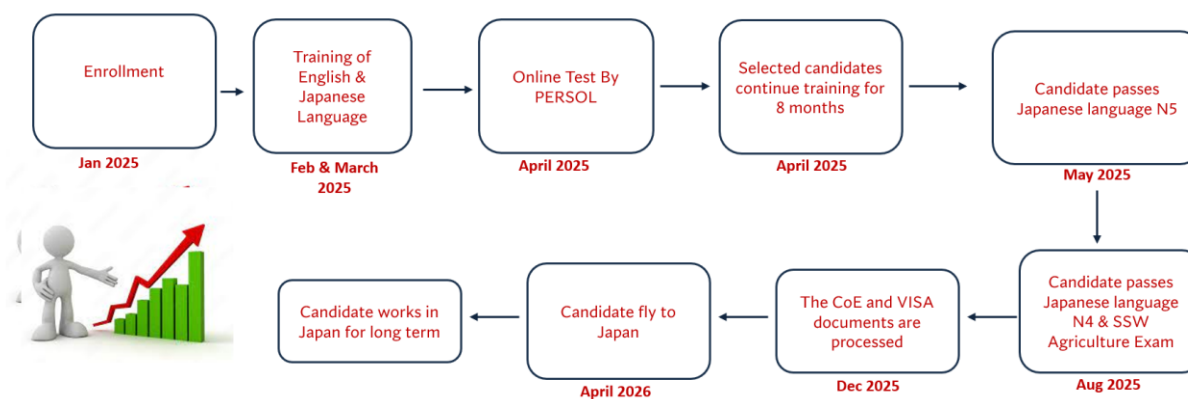 Enrollment
Jan 2025
Training of
English &
Japanese
Language
Feb & March
2025
Online Test By
PERSOL
April 2025
Selected candidates
continue training for
8 months
April 2025
Candidate passes
Japanese language N5
May 2025
Candidate passes
Japanese language
N4 & SSW
Agriculture Exam
Aug 2025
The CoE and VISA
documents are
processed
Dec 2025
Candidate fly to
Japan
April 2026
Candidate works in
Japan for long term